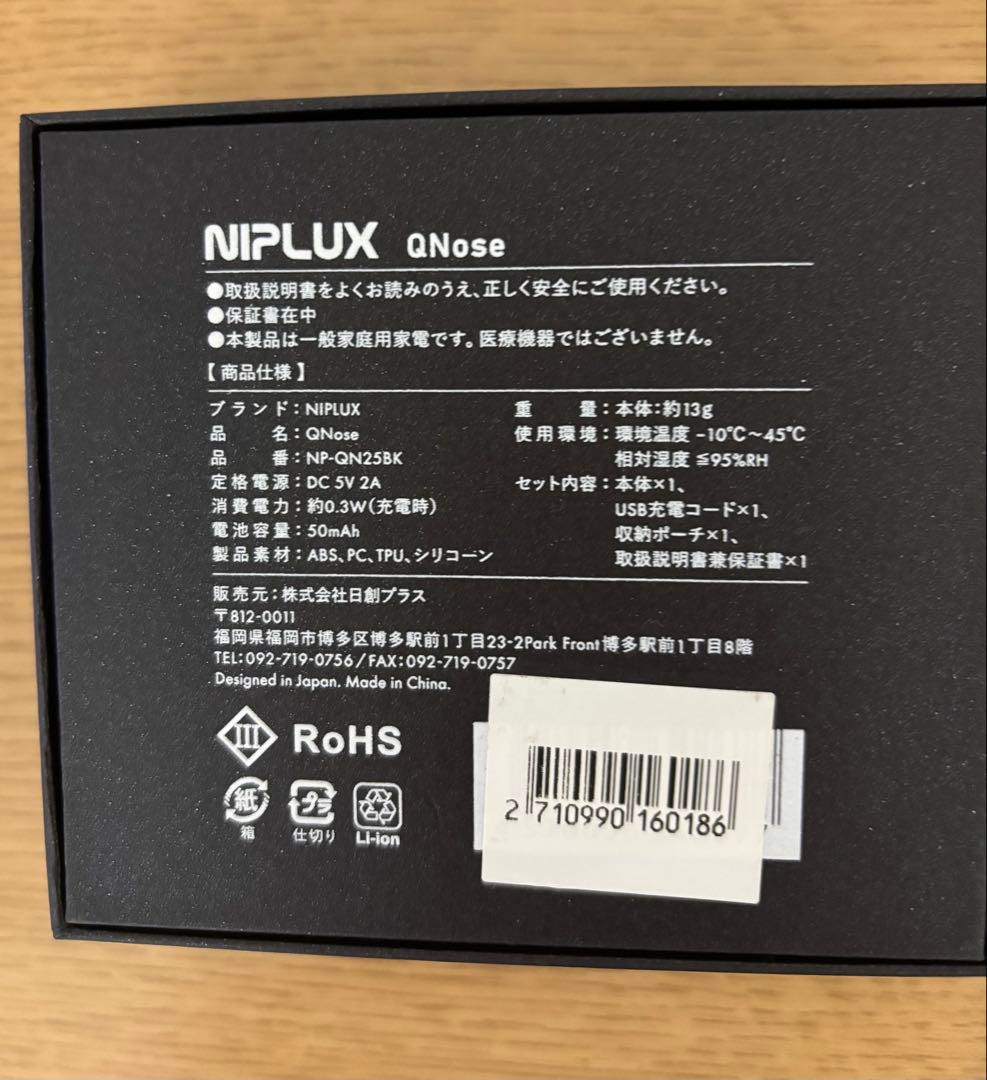 NIPLUX QNose
●取扱説明書をよくお読みのうえ、正しく安全にご使用ください。
●保証書在中
●本製品は一般家庭用家電です。医療機器ではございません。
【商品仕様】
ブランド：NIPLUX
品名：QNose
品番：NP-QN25BK
定格電源：DC 5V 2A
消費電力：約0.3W（充電時）
電池容量：50mAh
製品素材：ABS、PC、TPU、シリコーン
重量：本体：約13g
使用環境：環境温度 -10℃～45℃
相対湿度 ≦95%RH
セット内容：本体×1、
USB充電コード×1、
収納ポーチ×1、
取扱説明書兼保証書×1
販売元：株式会社日創プラス
〒812-0011
福岡県福岡市博多区博多駅前1丁目23-2Park Front博多駅前1丁目8階
TEL：092-719-0756/FAX：092-719-0757
Designed in Japan. Made in China.
III RoHS
紙 プラ
箱 仕切り Li-ion
2 710990 160186